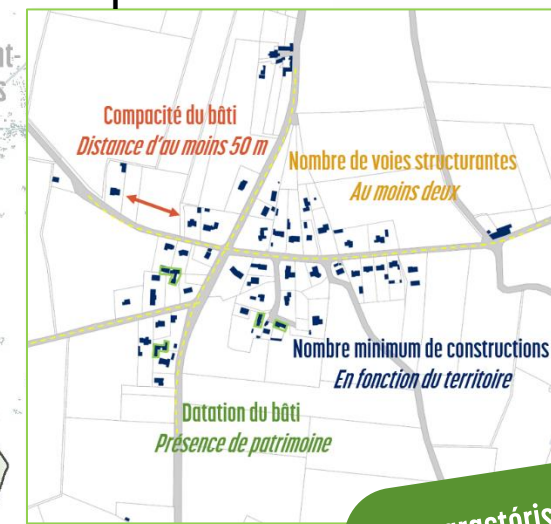 Compacité du bâti
Distance d'au moins 50 m
Nombre de voies structurantes
Au moins deux
Nombre minimum de constructions
En fonction du territoire
Datation du bâti
Présence de patrimoine